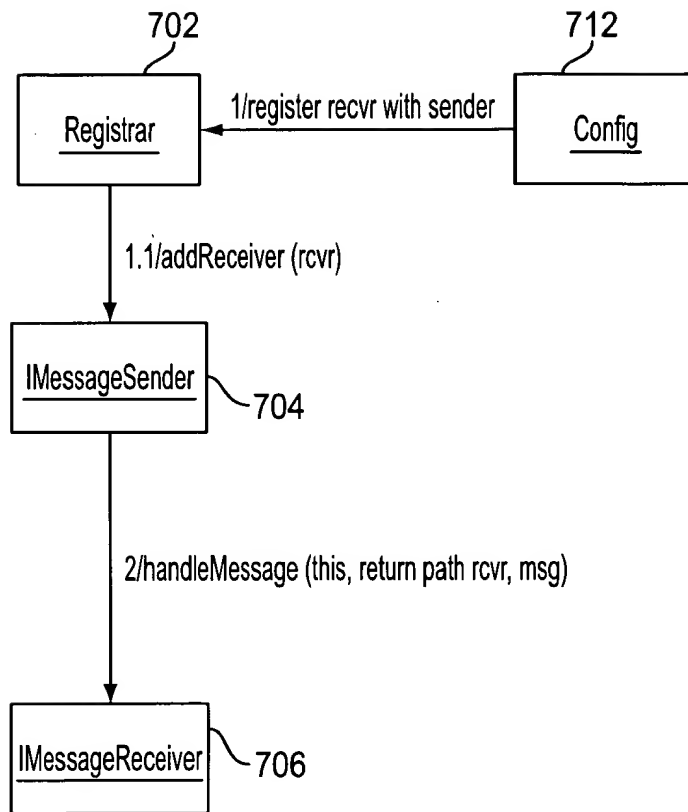 702
712
Registrar
1/register recvr with sender
Config
1.1/addReceiver (rcvr)
IMessageSender
704
2/handleMessage (this, return path rcvr, msg)
IMessageReceiver
706